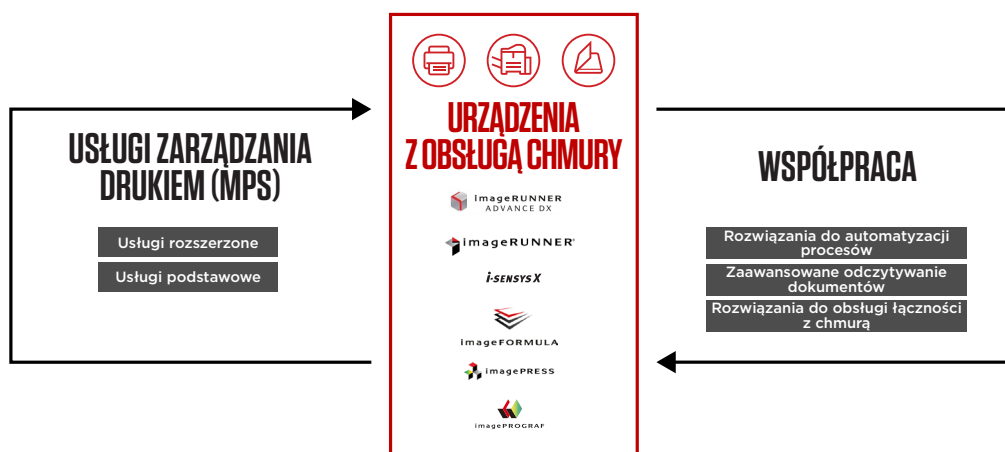 USŁUGI ZARZĄDZANIA
DRUKIEM (MPS)
Usługi rozszerzone
Usługi podstawowe
URZĄDZENIA
Z OBSŁUGĄ CHMURY
imageRUNNER
ADVANCE DX
imageRUNNER
i-SENSYS X
imageFORMULA
imagePRESS
imagePROGRAF
WSPÓŁPRACA
Rozwiązania do automatyzacji
procesów
Zaawansowane odczytywanie
dokumentów
Rozwiązania do obsługi łączności
z chmurą